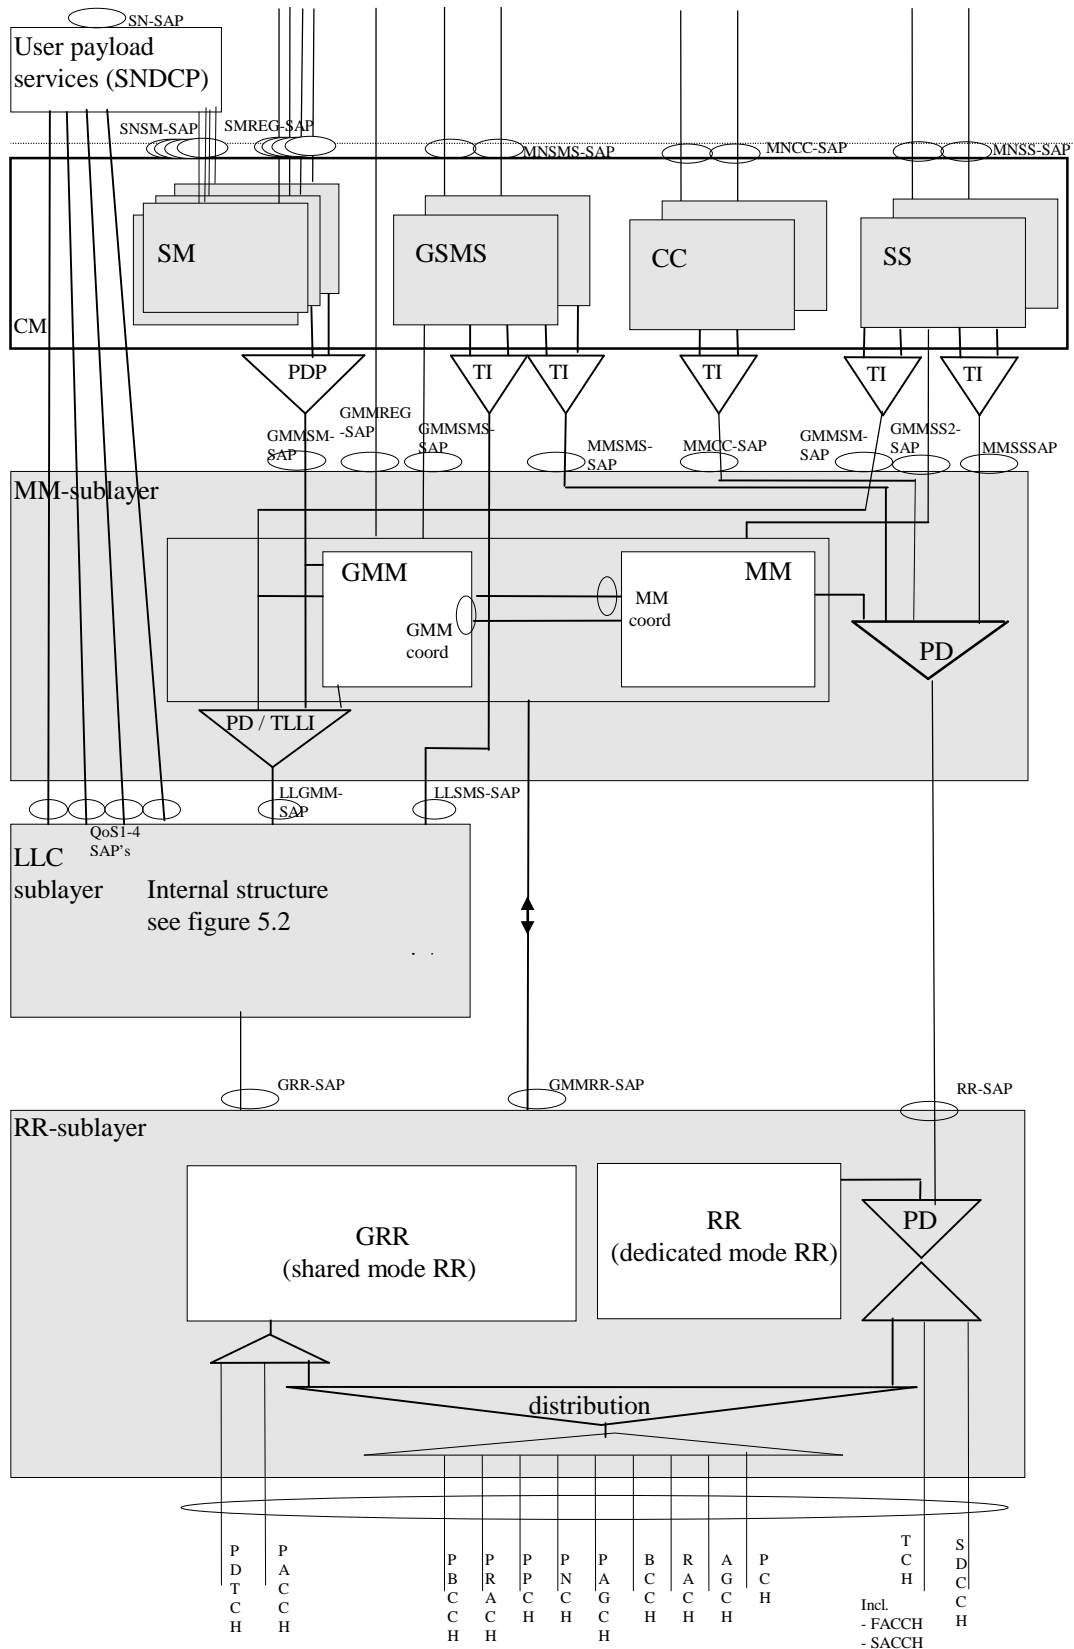 SN-SAP
User payload
services (SNDCP)
SNSM-SAP
SMREG-SAP
MNSMS-SAP
MNCC-SAP
MNSS-SAP
SM
GSMS
CC
SS
CM
PDP
TI
TI
TI
TI
TI
GMMSM-
SAP
GMMREG
-SAP
GMMSMS-
SAP
MMSMS-
SAP
MMCC-SAP
GMMSM-
SAP
GMMSS2-
SAP
MMSSSAP
MM-sublayer
GMM
GMM
coord
MM
MM
coord
PD
PD / TLLI
LLGMM-
SAP
LLSMS-SAP
QoS1-4
SAP's
LLC
sublayer
Internal structure
see figure 5.2
GRR-SAP
GMMRR-SAP
RR-SAP
RR-sublayer
GRR
(shared mode RR)
RR
(dedicated mode RR)
PD
distribution
PDTCH
PACCH
PBCCH
PRACH
PPCH
PNCH
PAGCH
BCCH
RACH
AGCH
PCH
TCH
Incl.
- FACCH
- SACCH
SDCCH